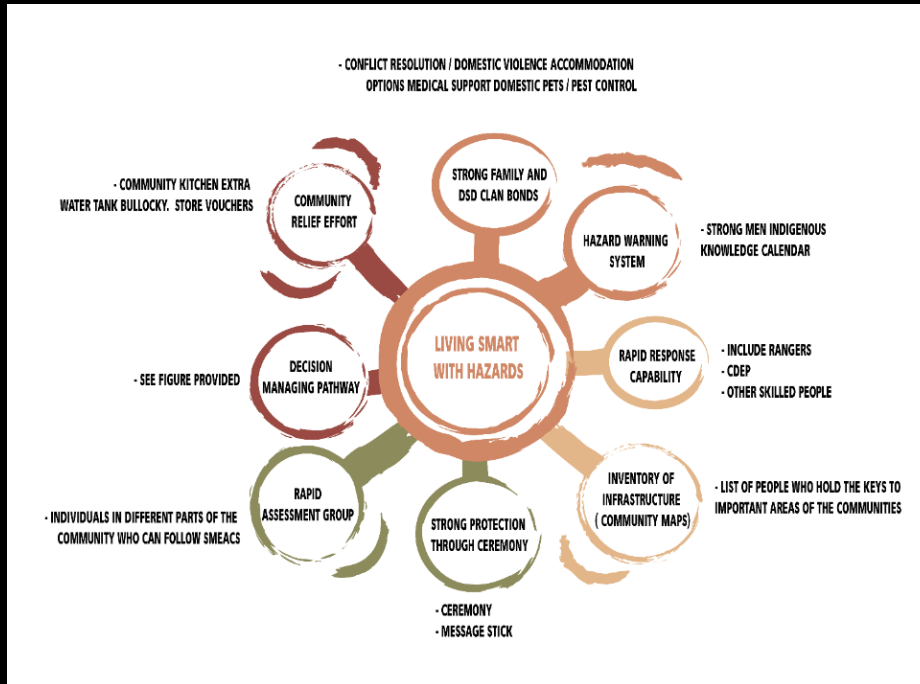 - CONFLICT RESOLUTION / DOMESTIC VIOLENCE ACCOMMODATION
OPTIONS MEDICAL SUPPORT DOMESTIC PETS / PEST CONTROL
- COMMUNITY KITCHEN EXTRA
WATER TANK BULLOCKY. STORE VOUCHERS
COMMUNITY
RELIEF EFFORT
STRONG FAMILY AND
DSD CLAN BONDS
HAZARD WARNING
SYSTEM
- STRONG MEN INDIGENOUS
KNOWLEDGE CALENDAR
LIVING SMART
WITH HAZARDS
- SEE FIGURE PROVIDED
DECISION
MANAGING PATHWAY
RAPID RESPONSE
CAPABILITY
- INCLUDE RANGERS
- CDEP
- OTHER SKILLED PEOPLE
- INDIVIDUALS IN DIFFERENT PARTS OF THE
COMMUNITY WHO CAN FOLLOW SMEACS
RAPID
ASSESSMENT GROUP
STRONG PROTECTION
THROUGH CEREMONY
- CEREMONY
- MESSAGE STICK
INVENTORY OF
INFRASTRUCTURE
( COMMUNITY MAPS)
- LIST OF PEOPLE WHO HOLD THE KEYS TO
IMPORTANT AREAS OF THE COMMUNITIES